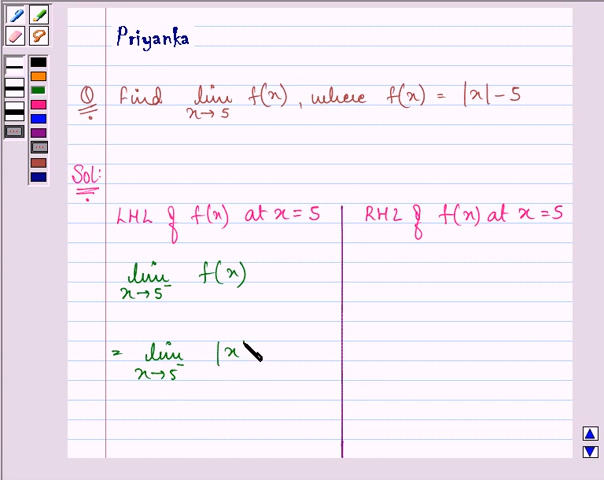 Priyanka
Q Find lim x→5 f(x), where f(x) = |x| - 5
Sol:
LHL of f(x) at x = 5
RHL of f(x) at x = 5
lim x→5⁻ f(x)
= lim x→5⁻ |x